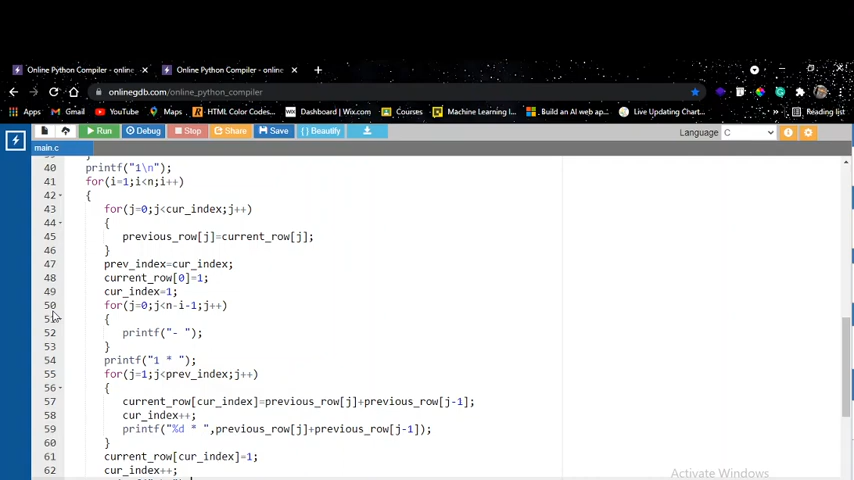 Online Python Compiler - online
Online Python Compiler - online
onlinegdb.com/online_python_compiler
Apps
Gmail
YouTube
Maps
HTML Color Codes...
Dashboard | Wix.com
Courses
Machine Learning I...
Build an AI web ap...
Live Updating Chart...
Reading list
Run
Debug
Stop
Share
Save
{ } Beautify
Language
C
main.c
40 printf("1\n");
41 for(i=1;i<n;i++)
42 {
43 for(j=0;j<cur_index;j++)
44 {
45 previous_row[j]=current_row[j];
46 }
47 prev_index=cur_index;
48 current_row[0]=1;
49 cur_index=1;
50 for(j=0;j<n-i-1;j++)
51 {
52 printf("- ");
53 }
54 printf("1 * ");
55 for(j=1;j<prev_index;j++)
56 {
57 current_row[cur_index]=previous_row[j]+previous_row[j-1];
58 cur_index++;
59 printf("%d * ",previous_row[j]+previous_row[j-1]);
60 }
61 current_row[cur_index]=1;
62 cur_index++;
Activate Windows